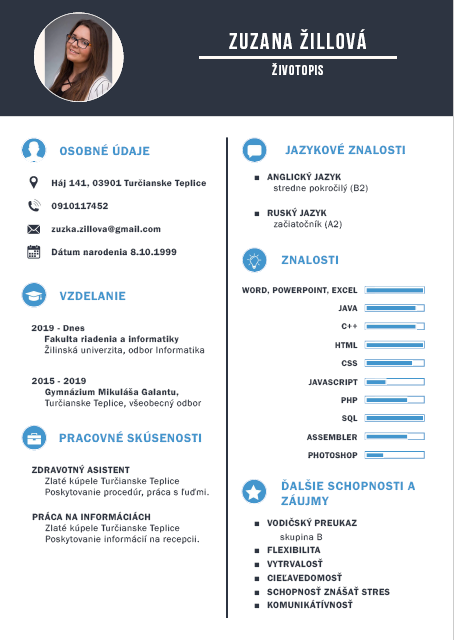 ZUZANA ŽILLOVÁ
ŽIVOTOPIS
OSOBNÉ ÚDAJE
Háj 141, 03901 Turčianske Teplice
0910117452
zuzka.zillova@gmail.com
Dátum narodenia 8.10.1999
VZDELANIE
2019 - Dnes
Fakulta riadenia a informatiky
Žilinská univerzita, odbor Informatika
2015 - 2019
Gymnázium Mikuláša Galantu,
Turčianske Teplice, všeobecný odbor
PRACOVNÉ SKÚSENOSTI
ZDRAVOTNÝ ASISTENT
Zlaté kúpele Turčianske Teplice
Poskytovanie procedúr, práca s ľuďmi.
PRÁCA NA INFORMÁCIÁCH
Zlaté kúpele Turčianske Teplice
Poskytovanie informácií na recepcii.
JAZYKOVÉ ZNALOSTI
ANGLICKÝ JAZYK
stredne pokročilý (B2)
RUSKÝ JAZYK
začiatočník (A2)
ZNALOSTI
WORD, POWERPOINT, EXCEL
JAVA
C++
HTML
CSS
JAVASCRIPT
PHP
SQL
ASSEMBLER
PHOTOSHOP
ĎALŠIE SCHOPNOSTI A
ZÁUJMY
VODIČSKÝ PREUKAZ
skupina B
FLEXIBILITA
VYTRVALOSŤ
CIEĽAVEDOMOSŤ
SCHOPNOSŤ ZNÁŠAŤ STRES
KOMUNIKATÍVNOSŤ